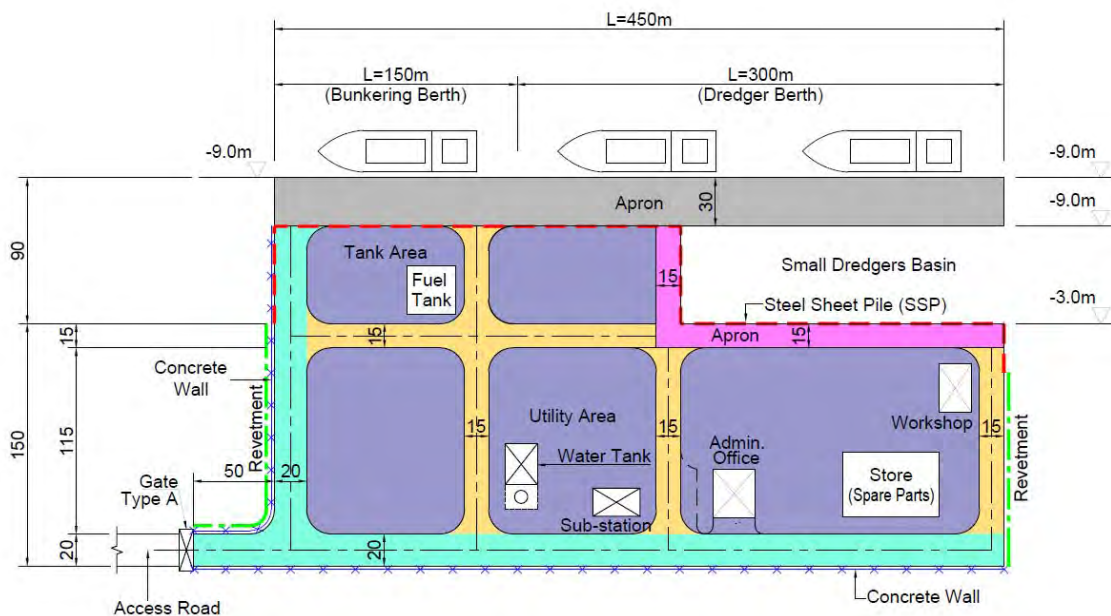 L=450m
L=150m
(Bunkering Berth)
L=300m
(Dredger Berth)
-9.0m
-9.0m
Apron
30
-9.0m
90
Tank Area
Fuel
Tank
15
Small Dredgers Basin
Steel Sheet Pile (SSP)
-3.0m
15
15
Apron
15
Concrete
Wall
Revetment
150
115
Utility Area
15
15
15
Workshop
Admin.
Office
Water Tank
Store
(Spare Parts)
Revetment
50
20
Gate
Type A
Sub-station
20
20
Access Road
Concrete Wall